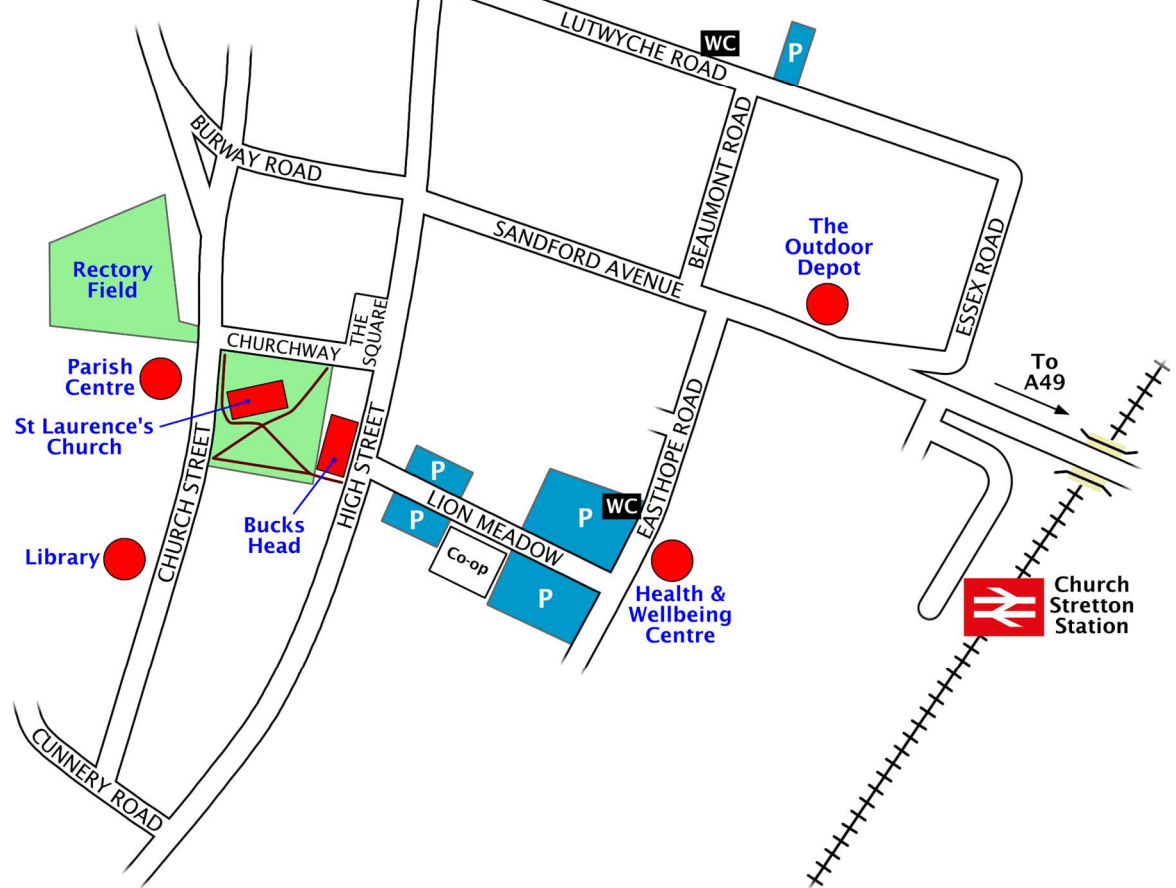 LUTWYCHE ROAD
WC
P
BURWAY ROAD
BEAUMONT ROAD
SANDFORD AVENUE
The
Outdoor
Depot
ESSEX ROAD
Rectory
Field
THE
SQUARE
CHURCHWAY
To
A49
Parish
Centre
St Laurence's
Church
EASTHOPE ROAD
CHURCH STREET
HIGH STREET
P
P
LION MEADOW
P
WC
Bucks
Head
Library
Co-op
P
Health &
Wellbeing
Centre
Church
Stretton
Station
CUNNERY ROAD